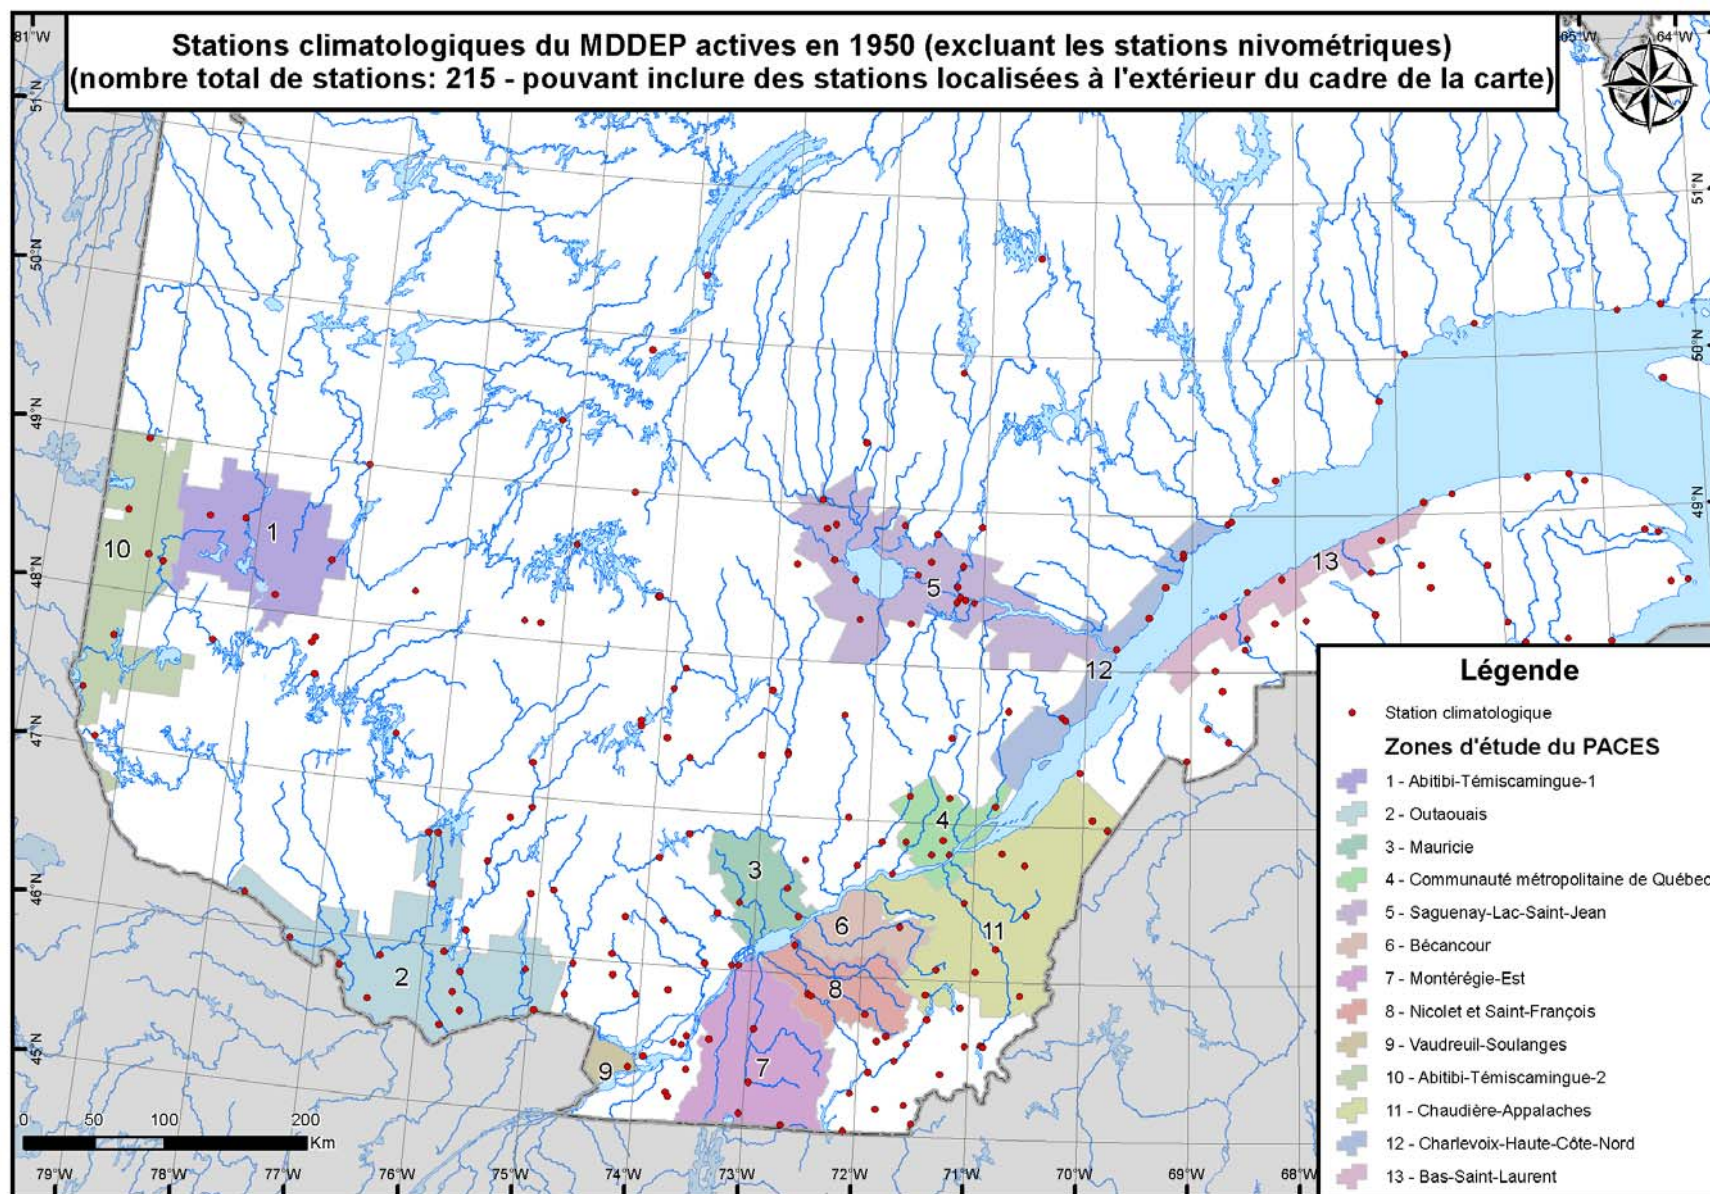 Stations climatologiques du MDDEP actives en 1950 (excluant les stations nivométriques)
(nombre total de stations: 215 - pouvant inclure des stations localisées à l'extérieur du cadre de la carte)
81°W
65°W
64°W
51°N
51°N
50°N
50°N
49°N
49°N
48°N
47°N
46°N
45°N
1
10
5
13
12
4
3
6
11
2
8
7
9
Légende
Station climatologique
Zones d'étude du PACES
1 - Abitibi-Témiscamingue-1
2 - Outaouais
3 - Mauricie
4 - Communauté métropolitaine de Québec
5 - Saguenay-Lac-Saint-Jean
6 - Bécancour
7 - Montérégie-Est
8 - Nicolet et Saint-François
9 - Vaudreuil-Soulanges
10 - Abitibi-Témiscamingue-2
11 - Chaudière-Appalaches
12 - Charlevoix-Haute-Côte-Nord
13 - Bas-Saint-Laurent
0 50 100 200
Km
79°W 78°W 77°W 76°W 75°W 74°W 73°W 72°W 71°W 70°W 69°W 68°W